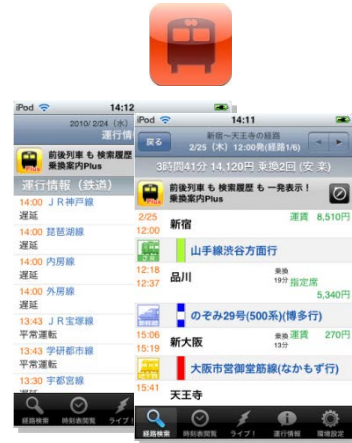 iPod 14:12
2010/2/24（水）
運行情
前後列車 も 検索履歴
乗換案内Plus
運行情報（鉄道）
14:00 ＪＲ神戸線
遅延
14:00 琵琶湖線
遅延
14:00 内房線
遅延
14:00 外房線
遅延
13:43 ＪＲ宝塚線
平常運転
13:43 学研都市線
平常運転
13:30 宇都宮線
経路検索 時刻表閲覧 ライブ！
iPod 14:11
戻る
新宿〜天王寺の経路
2/25（木）12:00発(経路1/6)
3時間41分 14,120円 乗換2回 (安 楽)
前後列車 も 検索履歴 も 一発表示！
乗換案内Plus
2/25
12:00 新宿 運賃 8,510円
山手線渋谷方面行
12:18
12:37 品川 乗換 19分 指定席
5,340円
のぞみ29号(500系)(博多行)
15:06
15:19 新大阪 乗換 13分 運賃 270円
大阪市営御堂筋線(なかもず行)
15:41
天王寺
経路検索 時刻表閲覧 ライブ！ 運行情報 環境設定